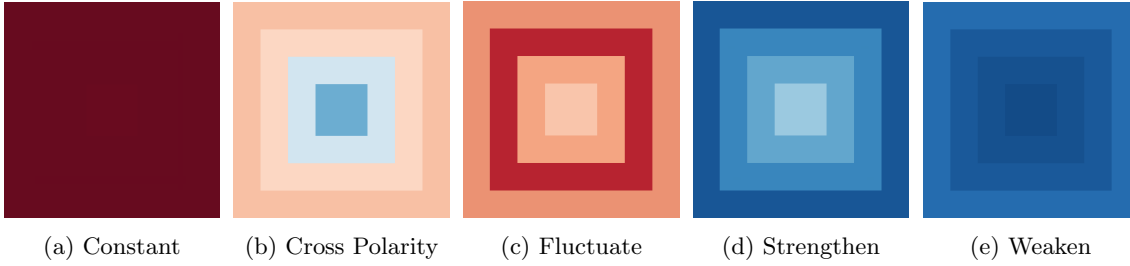 (a) Constant
(b) Cross Polarity
(c) Fluctuate
(d) Strengthen
(e) Weaken